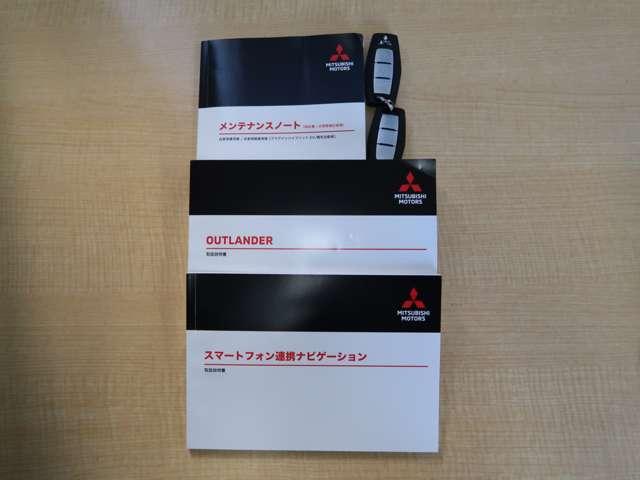 MITSUBISHI
MOTORS
メンテナンスノート
MITSUBISHI
MOTORS
OUTLANDER
取扱説明書
MITSUBISHI
MOTORS
スマートフォン連携ナビゲーション
取扱説明書